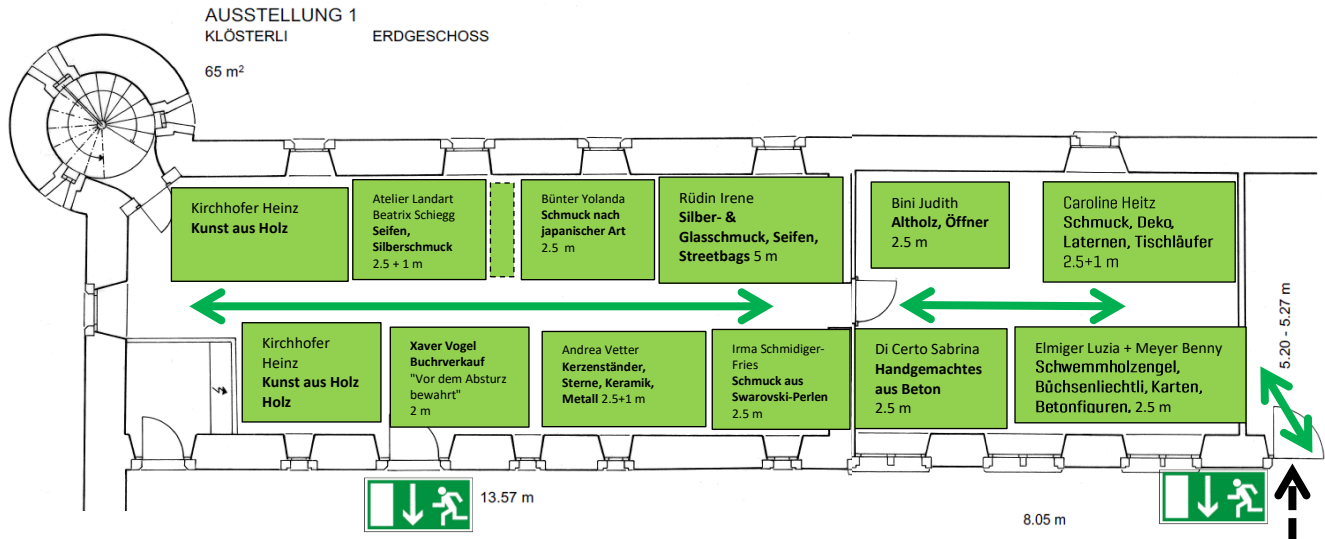 AUSSTELLUNG 1
KLÖSTERLI ERDGESCHOSS
65 m²
Kirchhofer Heinz
Kunst aus Holz
Atelier Landart
Beatrix Schiegg
Seifen,
Silberschmuck
2.5 + 1 m
Bünter Yolanda
Schmuck nach
japanischer Art
2.5 m
Rüdin Irene
Silber- &
Glasschmuck, Seifen,
Streetbags 5 m
Bini Judith
Altholz, Öffner
2.5 m
Caroline Heitz
Schmuck, Deko,
Laternen, Tischläufer
2.5+1 m
5.20 - 5.27 m
Kirchhofer
Heinz
Kunst aus Holz
Holz
Xaver Vogel
Buchverkauf
"Vor dem Absturz
bewahrt"
2 m
Andrea Vetter
Kerzenständer,
Sterne, Keramik,
Metall 2.5+1 m
Irma Schmidiger-
Fries
Schmuck aus
Swarovski-Perlen
2.5 m
Di Certo Sabrina
Handgemachtes
aus Beton
2.5 m
Elmiger Luzia + Meyer Benny
Schwemmholzengel,
Büchsenliechtli, Karten,
Betonfiguren, 2.5 m
13.57 m
8.05 m